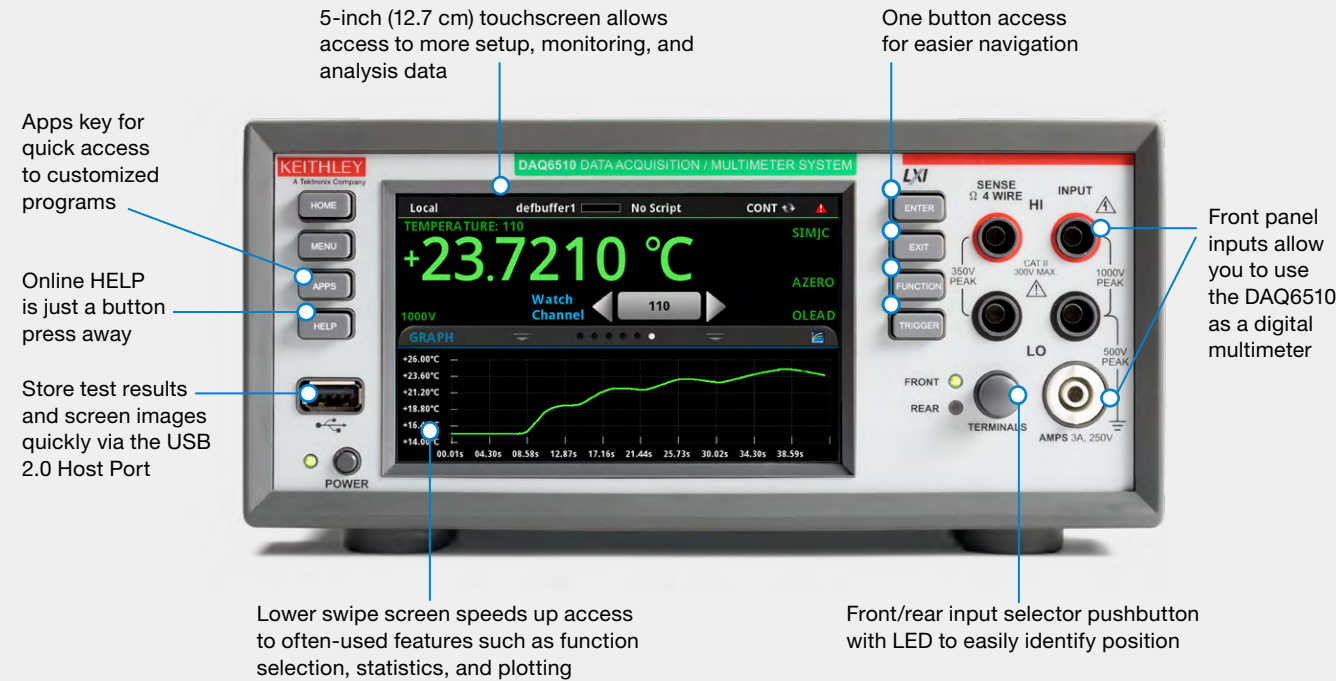 5-inch (12.7 cm) touchscreen allows
access to more setup, monitoring, and
analysis data
One button access
for easier navigation
Apps key for
quick access
to customized
programs
Online HELP
is just a button
press away
Store test results
and screen images
quickly via the USB
2.0 Host Port
KEITHLEY
A Tektronix Company
DAQ6510 DATA ACQUISITION / MULTIMETER SYSTEM
LXI
HOME
MENU
APPS
HELP
POWER
Local defbuffer1 No Script CONT
TEMPERATURE: 110
+23.7210 °C
SIMJC
AZERO
OLEAD
Watch
Channel
110
1000V
GRAPH
+26.00°C
+23.60°C
+21.20°C
+18.80°C
+14.00°C
00.01s 04.30s 08.58s 12.87s 17.16s 21.44s 25.73s 30.02s 34.30s 38.59s
ENTER
EXIT
FUNCTION
TRIGGER
SENSE
Ω 4 WIRE
INPUT
HI
350V
PEAK
CAT II
300V MAX.
1000V
PEAK
LO
500V
PEAK
FRONT
REAR
TERMINALS
AMPS 3A, 250V
Front panel
inputs allow
you to use
the DAQ6510
as a digital
multimeter
Lower swipe screen speeds up access
to often-used features such as function
selection, statistics, and plotting
Front/rear input selector pushbutton
with LED to easily identify position